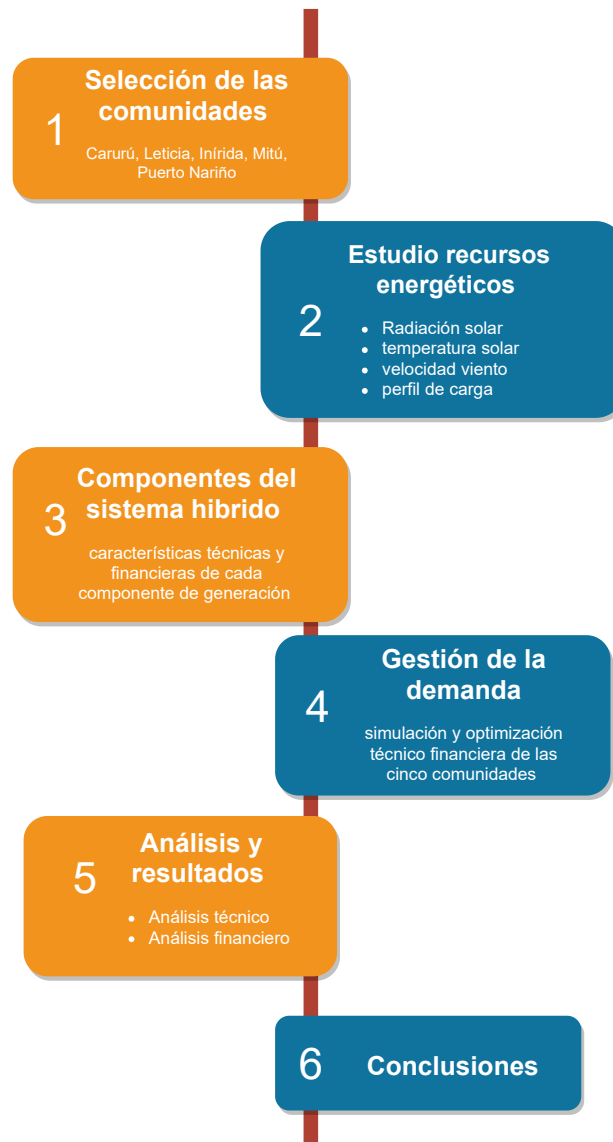 1
Selección de las
comunidades
Carurú, Leticia, Inírida, Mitú,
Puerto Nariño
2
Estudio recursos
energéticos
• Radiación solar
• temperatura solar
• velocidad viento
• perfil de carga
3
Componentes del
sistema hibrido
características técnicas y
financieras de cada
componente de generación
4
Gestión de la
demanda
simulación y optimización
técnico financiera de las
cinco comunidades
5
Análisis y
resultados
• Análisis técnico
• Análisis financiero
6
Conclusiones